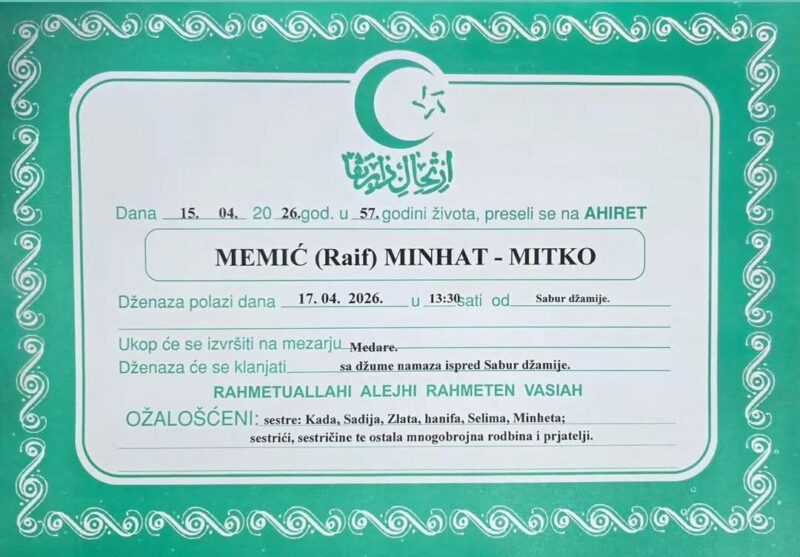 ارتحال دار بقا
Dana 15. 04. 20 26.god. u 57. godini života, preseli se na AHIRET
MEMIĆ (Raif) MINHAT - MITKO
Dženaza polazi dana 17. 04. 2026. u 13:30 sati od Sabur džamije.
Ukop će se izvršiti na mezarju Medare.
Dženaza će se klanjati sa džume namaza ispred Sabur džamije.
RAHMETUALLAHI ALEJHI RAHMETEN VASIAH
OŽALOŠĆENI: sestre: Kada, Sadija, Zlata, hanifa, Selima, Minheta;
sestrići, sestričine te ostala mnogobrojna rodbina i prjatelji.